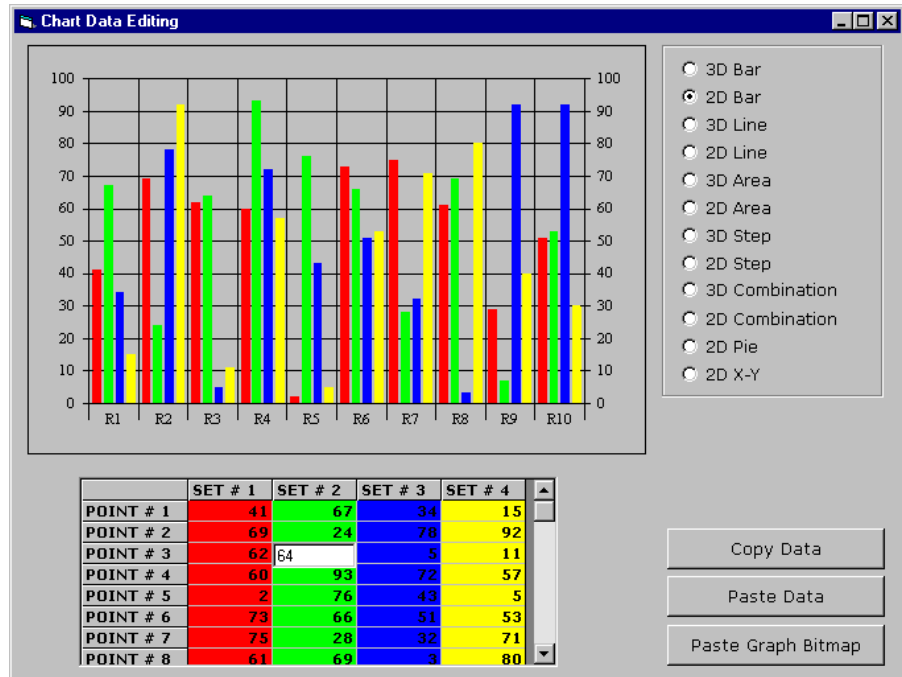 Chart Data Editing
100 100
90 90
80 80
70 70
60 60
50 50
40 40
30 30
20 20
10 10
0 0
R1 R2 R3 R4 R5 R6 R7 R8 R9 R10
3D Bar
2D Bar
3D Line
2D Line
3D Area
2D Area
3D Step
2D Step
3D Combination
2D Combination
2D Pie
2D X-Y
SET # 1 SET # 2 SET # 3 SET # 4
POINT # 1 41 67 34 15
POINT # 2 69 24 78 92
POINT # 3 62 64 5 11
POINT # 4 60 93 72 57
POINT # 5 2 76 43 5
POINT # 6 73 66 51 53
POINT # 7 75 28 32 71
POINT # 8 61 69 3 80
Copy Data
Paste Data
Paste Graph Bitmap